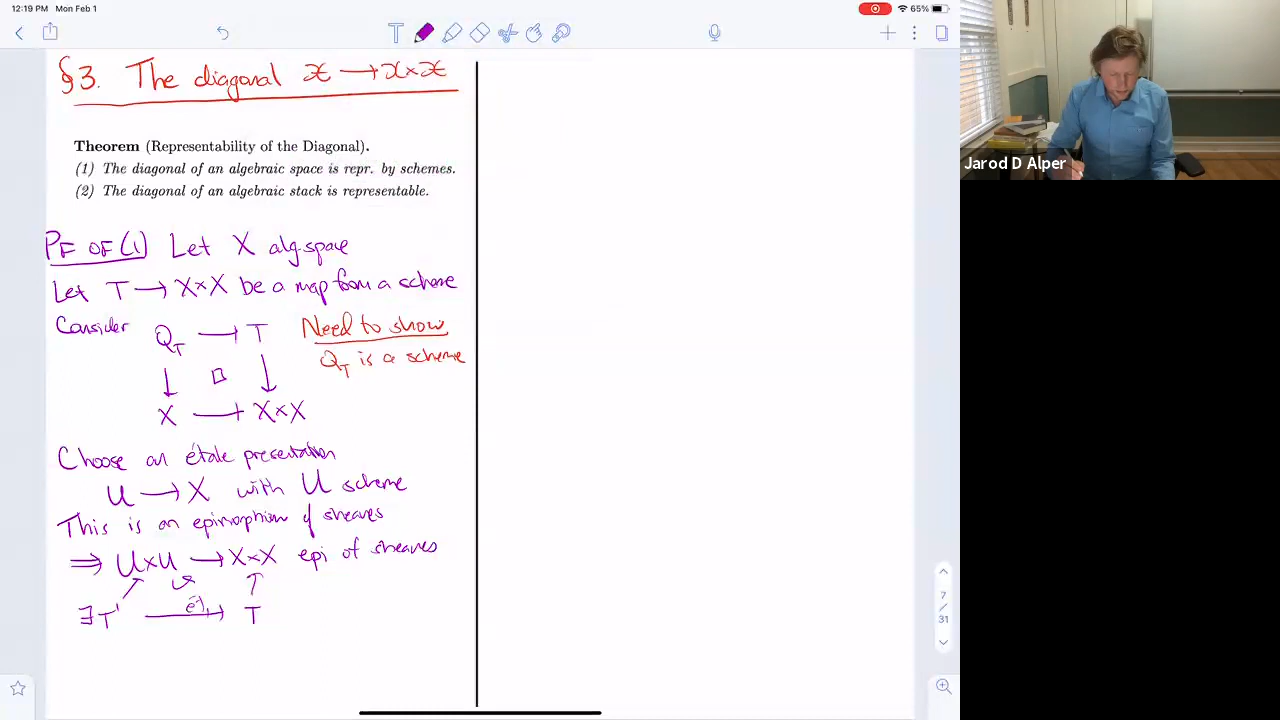 12:19 PM Mon Feb 1
65%
§3. The diagonal 𝒳 → 𝒳×𝒳
Theorem (Representability of the Diagonal).
(1) The diagonal of an algebraic space is repr. by schemes.
(2) The diagonal of an algebraic stack is representable.
PF OF (1) Let X alg. space
Let T → X×X be a map from a scheme
Consider Q_T → T
↓ □ ↓
X → X×X
Need to show
Q_T is a scheme
Choose an étale presentation
U → X with U scheme
This is an epimorphism of sheaves
⇒ U×U → X×X epi of sheaves
∃T' ét. → T
7
/
31
Jarod D Alper